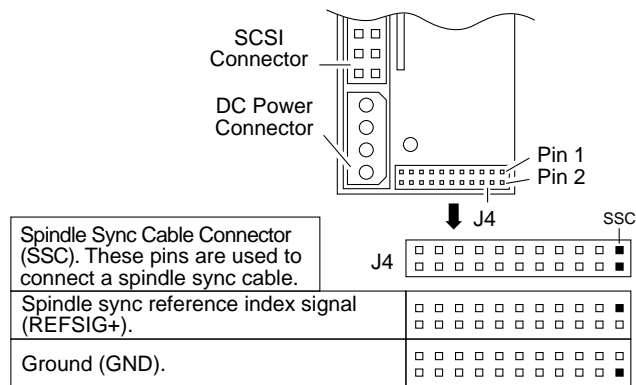 SCSI
Connector
DC Power
Connector
Pin 1
Pin 2
J4
SSC
Spindle Sync Cable Connector
(SSC). These pins are used to
connect a spindle sync cable.
J4
Spindle sync reference index signal
(REFSIG+).
Ground (GND).